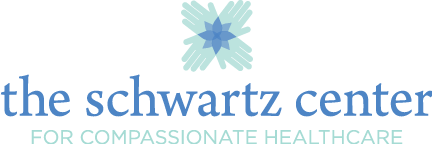 the schwartz center
FOR COMPASSIONATE HEALTHCARE